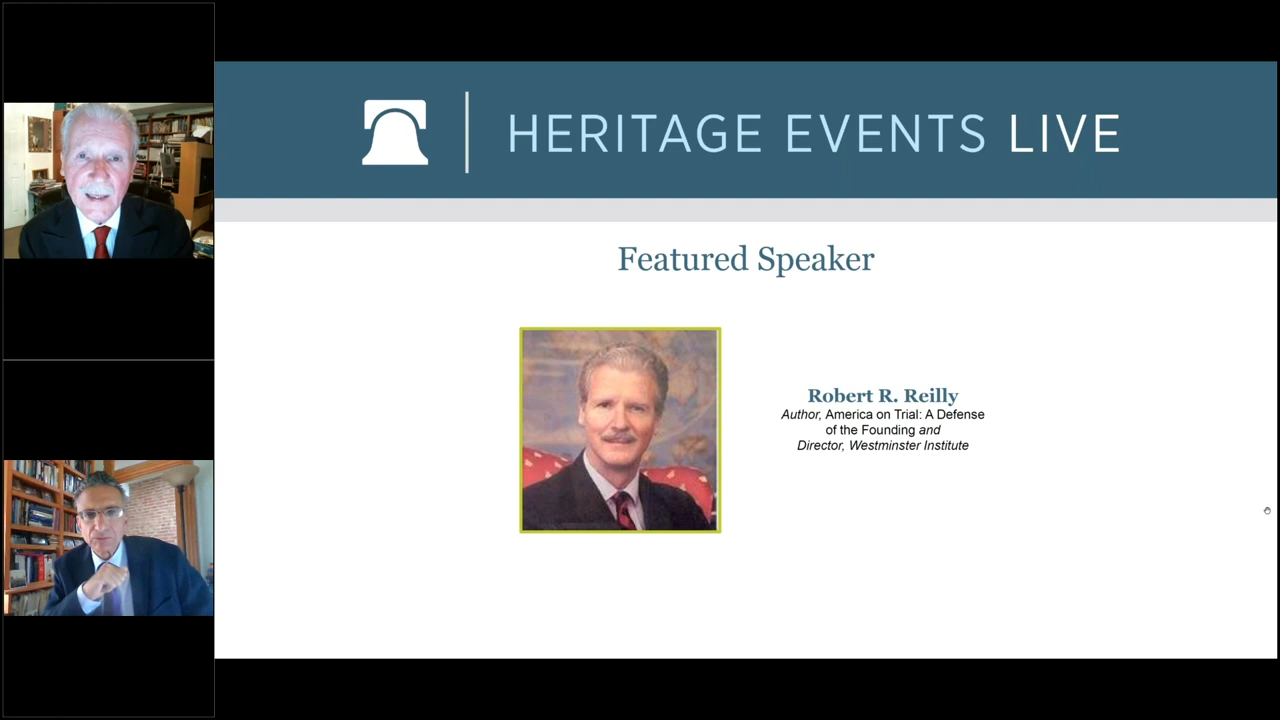 HERITAGE EVENTS LIVE
Featured Speaker
Robert R. Reilly
Author, America on Trial: A Defense
of the Founding and
Director, Westminster Institute